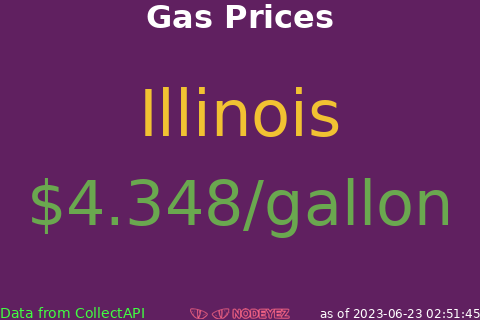 Gas Prices
Illinois
$4.348/gallon
Data from CollectAPI NODEYEZ as of 2023-06-23 02:51:45